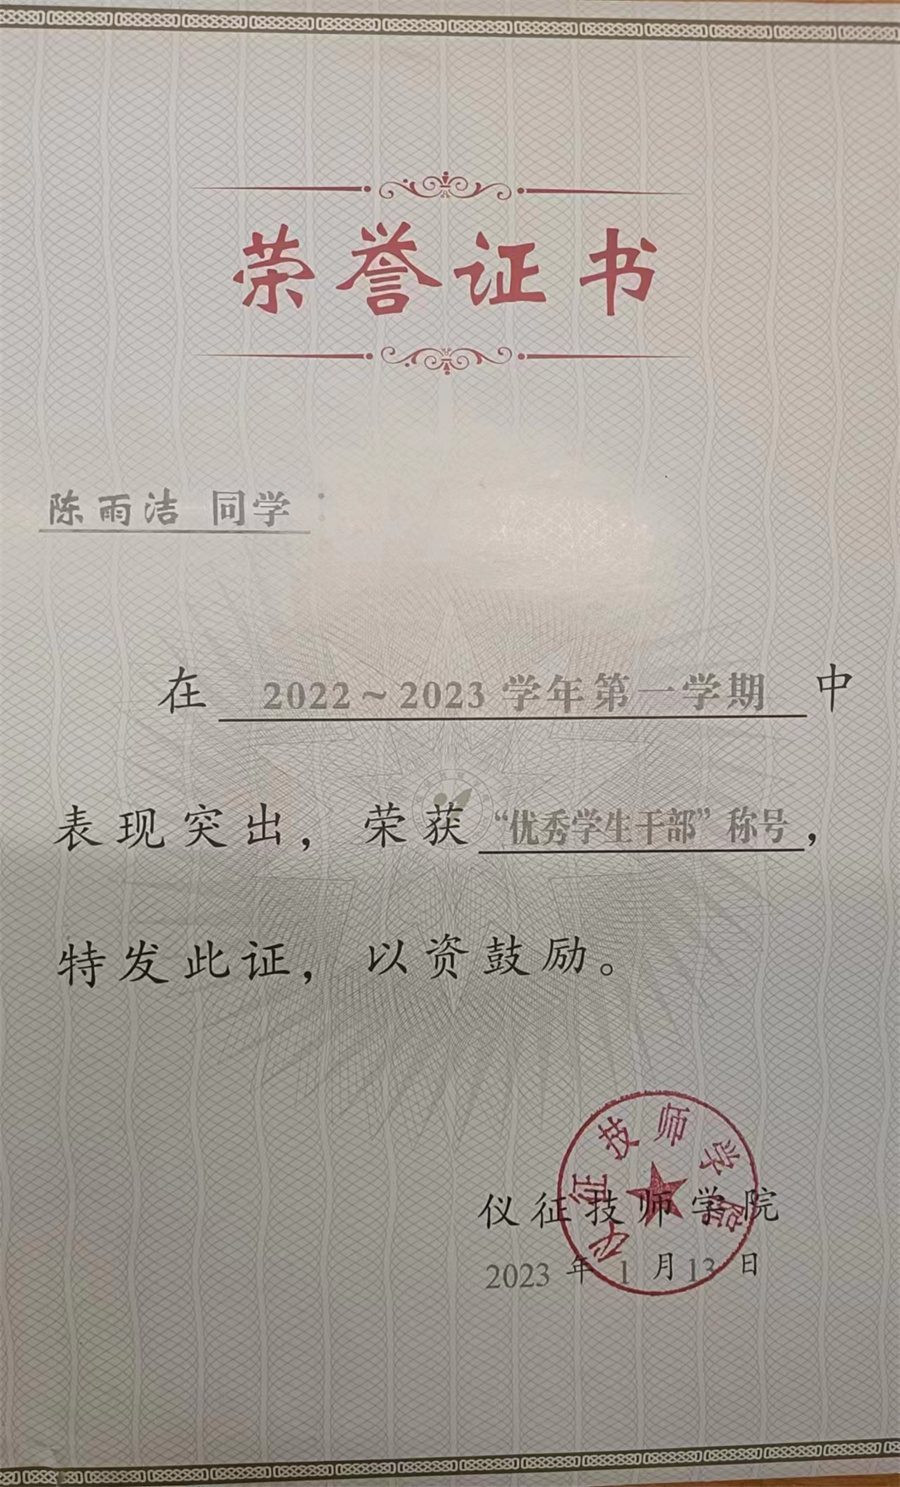 荣誉证书
陈雨洁 同学：
在 2022～2023 学年第一学期 中
表现突出，荣获“优秀学生干部”称号，
特发此证，以资鼓励。
仪征技师学院
仪征技师学院
2023 年 1 月 13 日